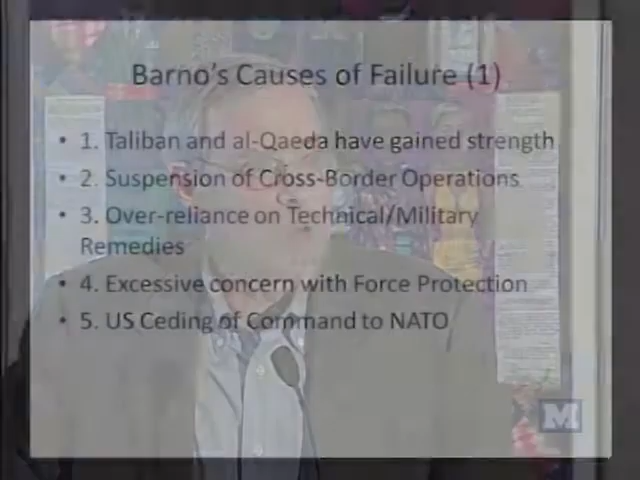 Barno's Causes of Failure (1)
• 1. Taliban and al-Qaeda have gained strength
• 2. Suspension of Cross-Border Operations
• 3. Over-reliance on Technical/Military
Remedies
• 4. Excessive concern with Force Protection
• 5. US Ceding of Command to NATO
M